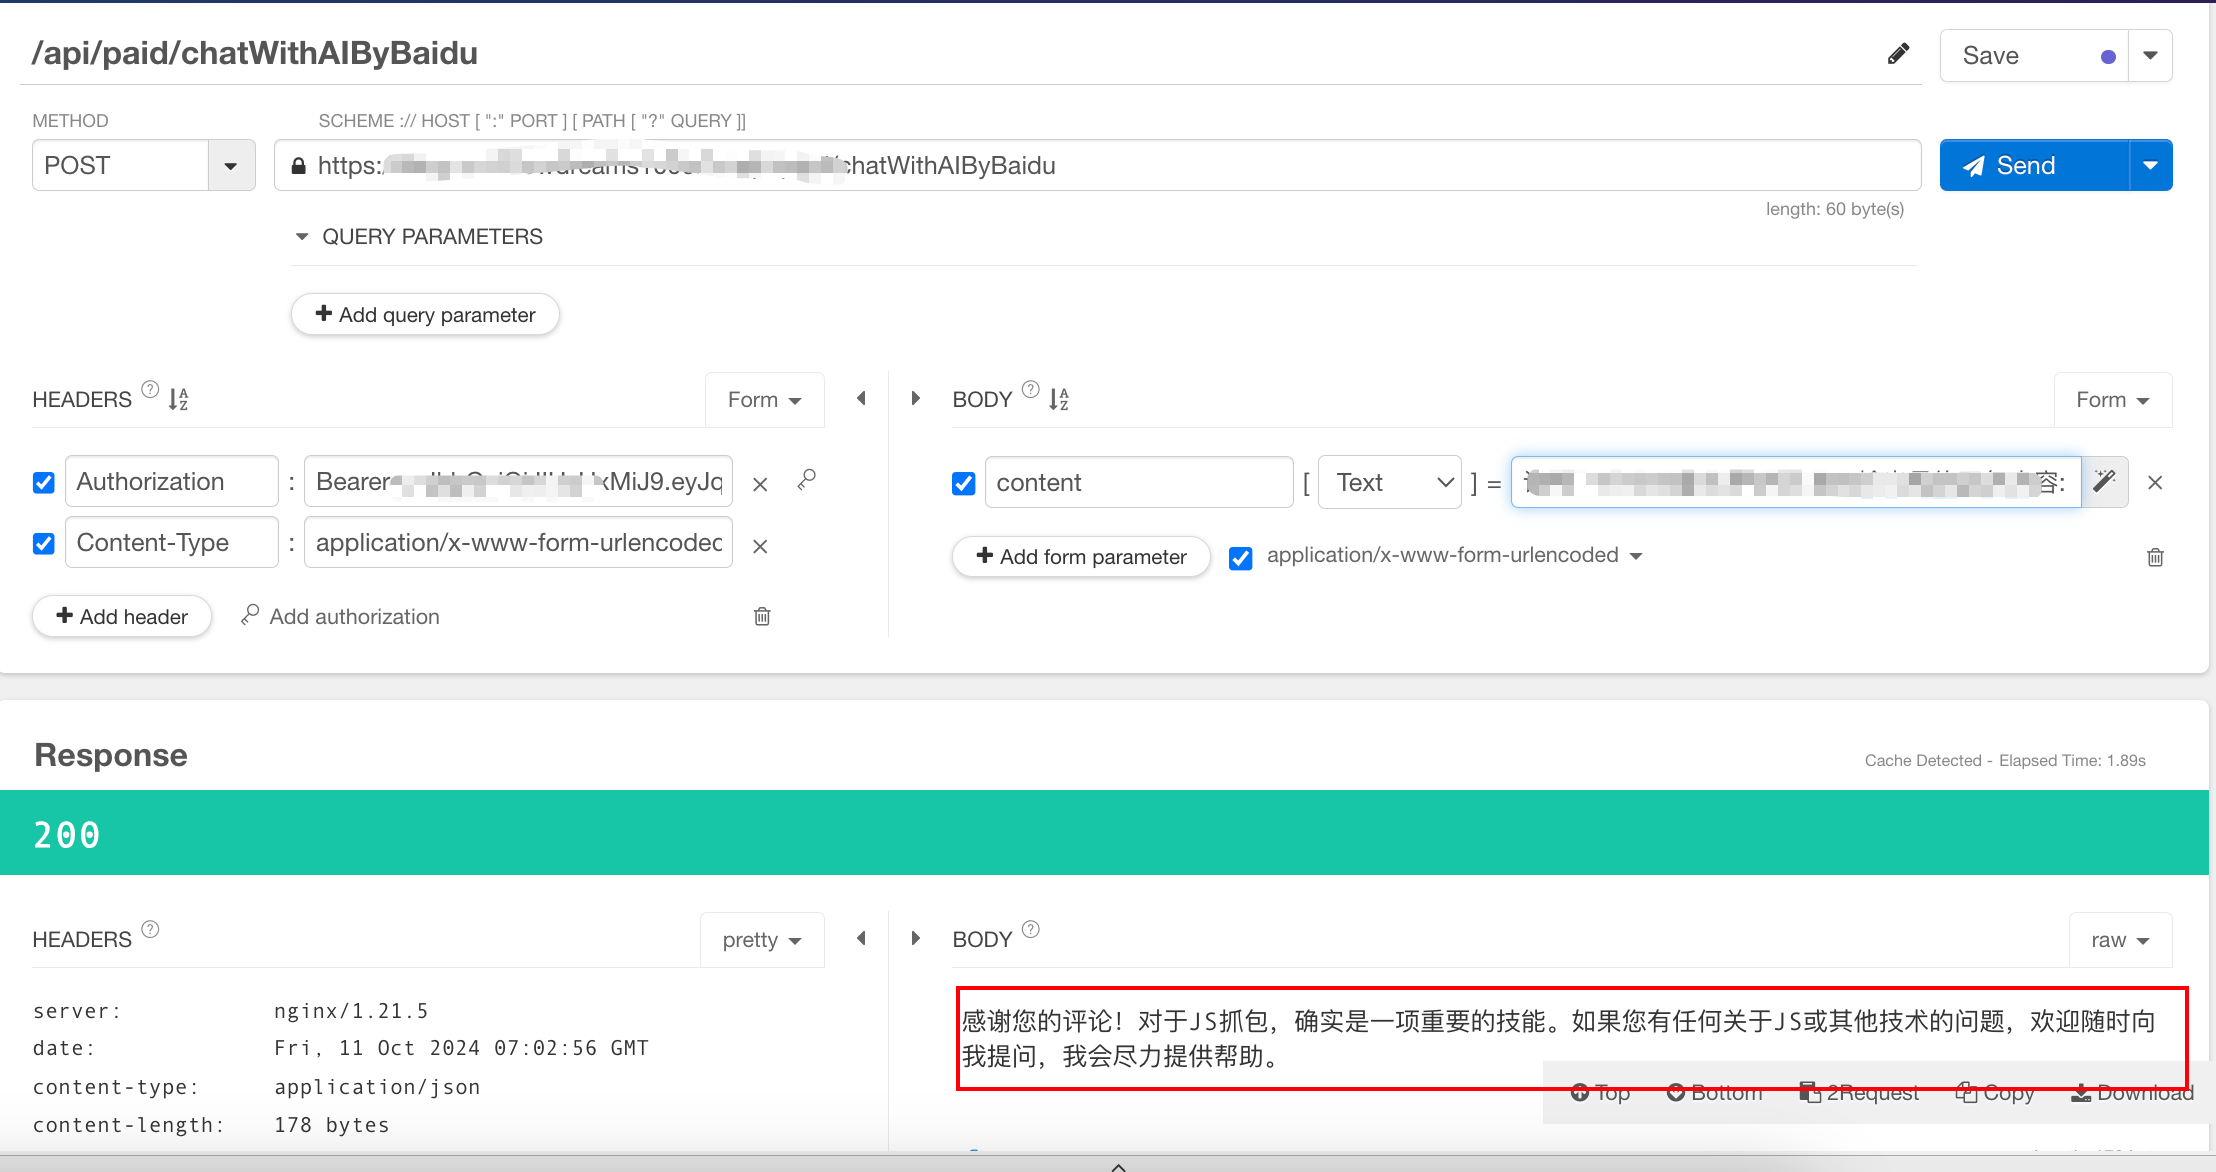 /api/paid/chatWithAIByBaidu
Save
METHOD
SCHEME :// HOST [ ":" PORT ] [ PATH [ "?" QUERY ]]
POST
https:/ chatWithAIByBaidu
Send
length: 60 byte(s)
QUERY PARAMETERS
Add query parameter
HEADERS
Form
BODY
Form
Authorization : Bearer xMiJ9.eyJq
content [ Text ] = 容:
Content-Type : application/x-www-form-urlencoded
Add form parameter
application/x-www-form-urlencoded
Add header
Add authorization
Response
Cache Detected - Elapsed Time: 1.89s
200
HEADERS
pretty
BODY
raw
server: nginx/1.21.5
date: Fri, 11 Oct 2024 07:02:56 GMT
content-type: application/json
content-length: 178 bytes
感谢您的评论！对于JS抓包，确实是一项重要的技能。如果您有任何关于JS或其他技术的问题，欢迎随时向
我提问，我会尽力提供帮助。
Top Bottom 2Request Copy Download